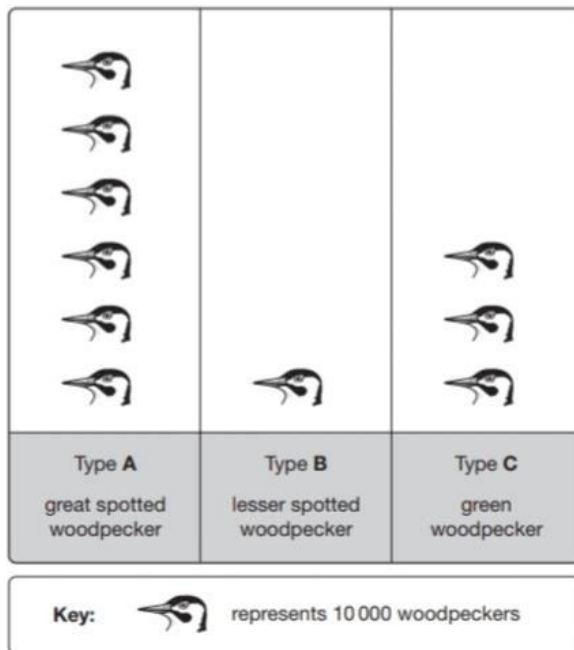 Type A
great spotted
woodpecker
Type B
lesser spotted
woodpecker
Type C
green
woodpecker
Key: represents 10 000 woodpeckers